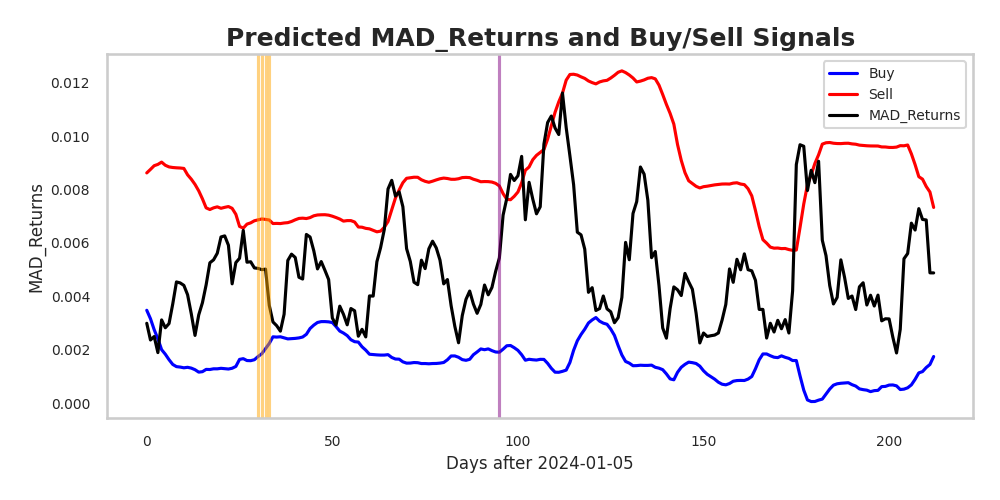 Predicted MAD_Returns and Buy/Sell Signals
Buy
Sell
MAD_Returns
MAD_Returns
0.012
0.010
0.008
0.006
0.004
0.002
0.000
0 50 100 150 200
Days after 2024-01-05